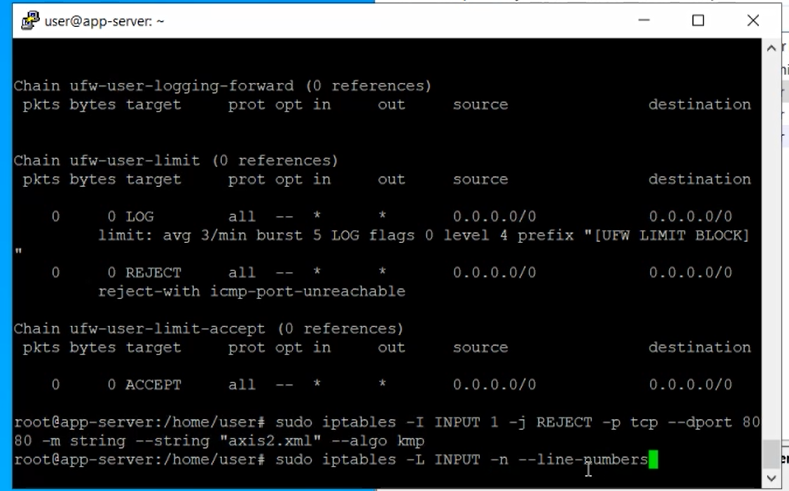 user@app-server: ~
Chain ufw-user-logging-forward (0 references)
pkts bytes target prot opt in out source destination
Chain ufw-user-limit (0 references)
pkts bytes target prot opt in out source destination
0 0 LOG all -- * * 0.0.0.0/0 0.0.0.0/0
limit: avg 3/min burst 5 LOG flags 0 level 4 prefix "[UFW LIMIT BLOCK]
"
0 0 REJECT all -- * * 0.0.0.0/0 0.0.0.0/0
reject-with icmp-port-unreachable
Chain ufw-user-limit-accept (0 references)
pkts bytes target prot opt in out source destination
0 0 ACCEPT all -- * * 0.0.0.0/0 0.0.0.0/0
root@app-server:/home/user# sudo iptables -I INPUT 1 -j REJECT -p tcp --dport 80
80 -m string --string "axis2.xml" --algo kmp
root@app-server:/home/user# sudo iptables -L INPUT -n --line-numbers